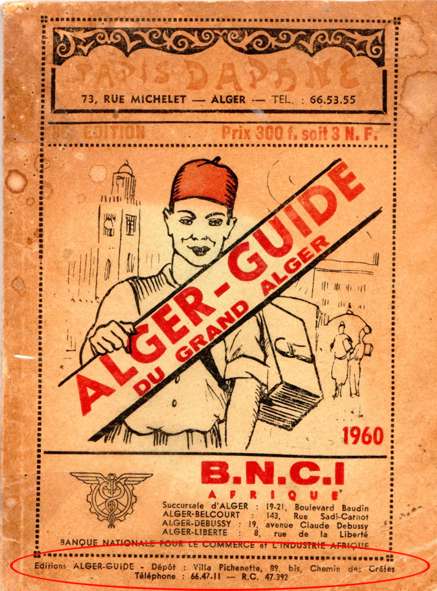 PARIS DAPHNE
73, RUE MICHELET — ALGER — TEL. : 66.53.55
EDITION
Prix 300 f. soit 3 N. F.
ALGER-GUIDE
DU GRAND ALGER
1960
B.N.C.I
AFRIQUE
Succursale d'ALGER : 19-21, Boulevard Baudin
ALGER-BELCOURT : 143, Rue Sadi-Carnot
ALGER-DEBUSSY : 19, avenue Claude Debussy
ALGER-LIBERTE : 8, rue de la Liberté
BANQUE NATIONALE POUR LE COMMERCE et L'INDUSTRIE AFRIQUE
Editions ALGER-GUIDE - Dépôt : Villa Pichenette, 89, bis, Chemin des Crêtes
Téléphone : 66.47-11 — R.C. 47.392